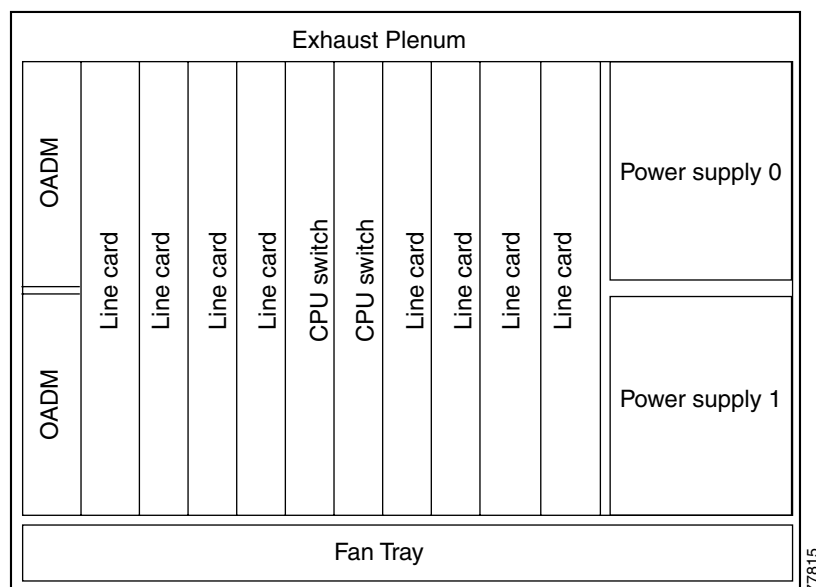 Exhaust Plenum
OADM
OADM
Line card
Line card
Line card
Line card
CPU switch
CPU switch
Line card
Line card
Line card
Line card
Power supply 0
Power supply 1
Fan Tray
77815